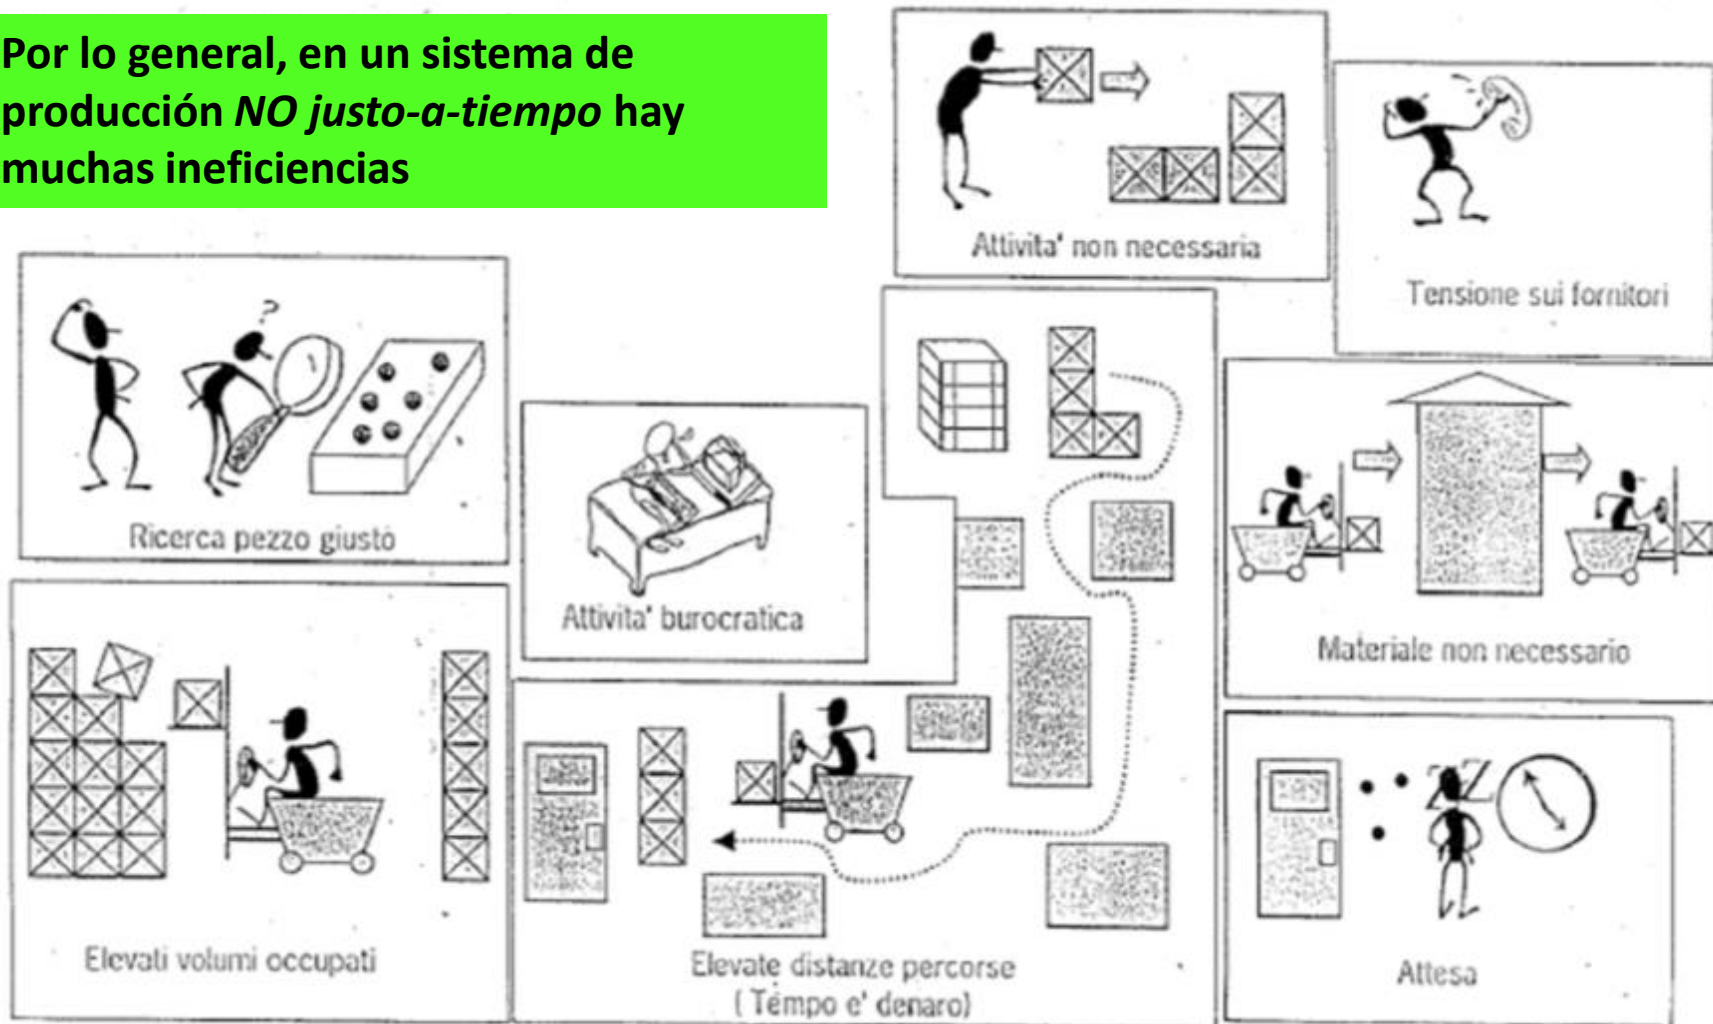 Por lo general, en un sistema de
producción NO justo-a-tiempo hay
muchas ineficiencias
Attivita' non necessaria
Tensione sui fornitori
Ricerca pezzo giusto
?
Attivita' burocratica
Materiale non necessario
Elevati volumi occupati
Elevate distanze percorse
( Tempo e' denaro)
ZZ
Attesa